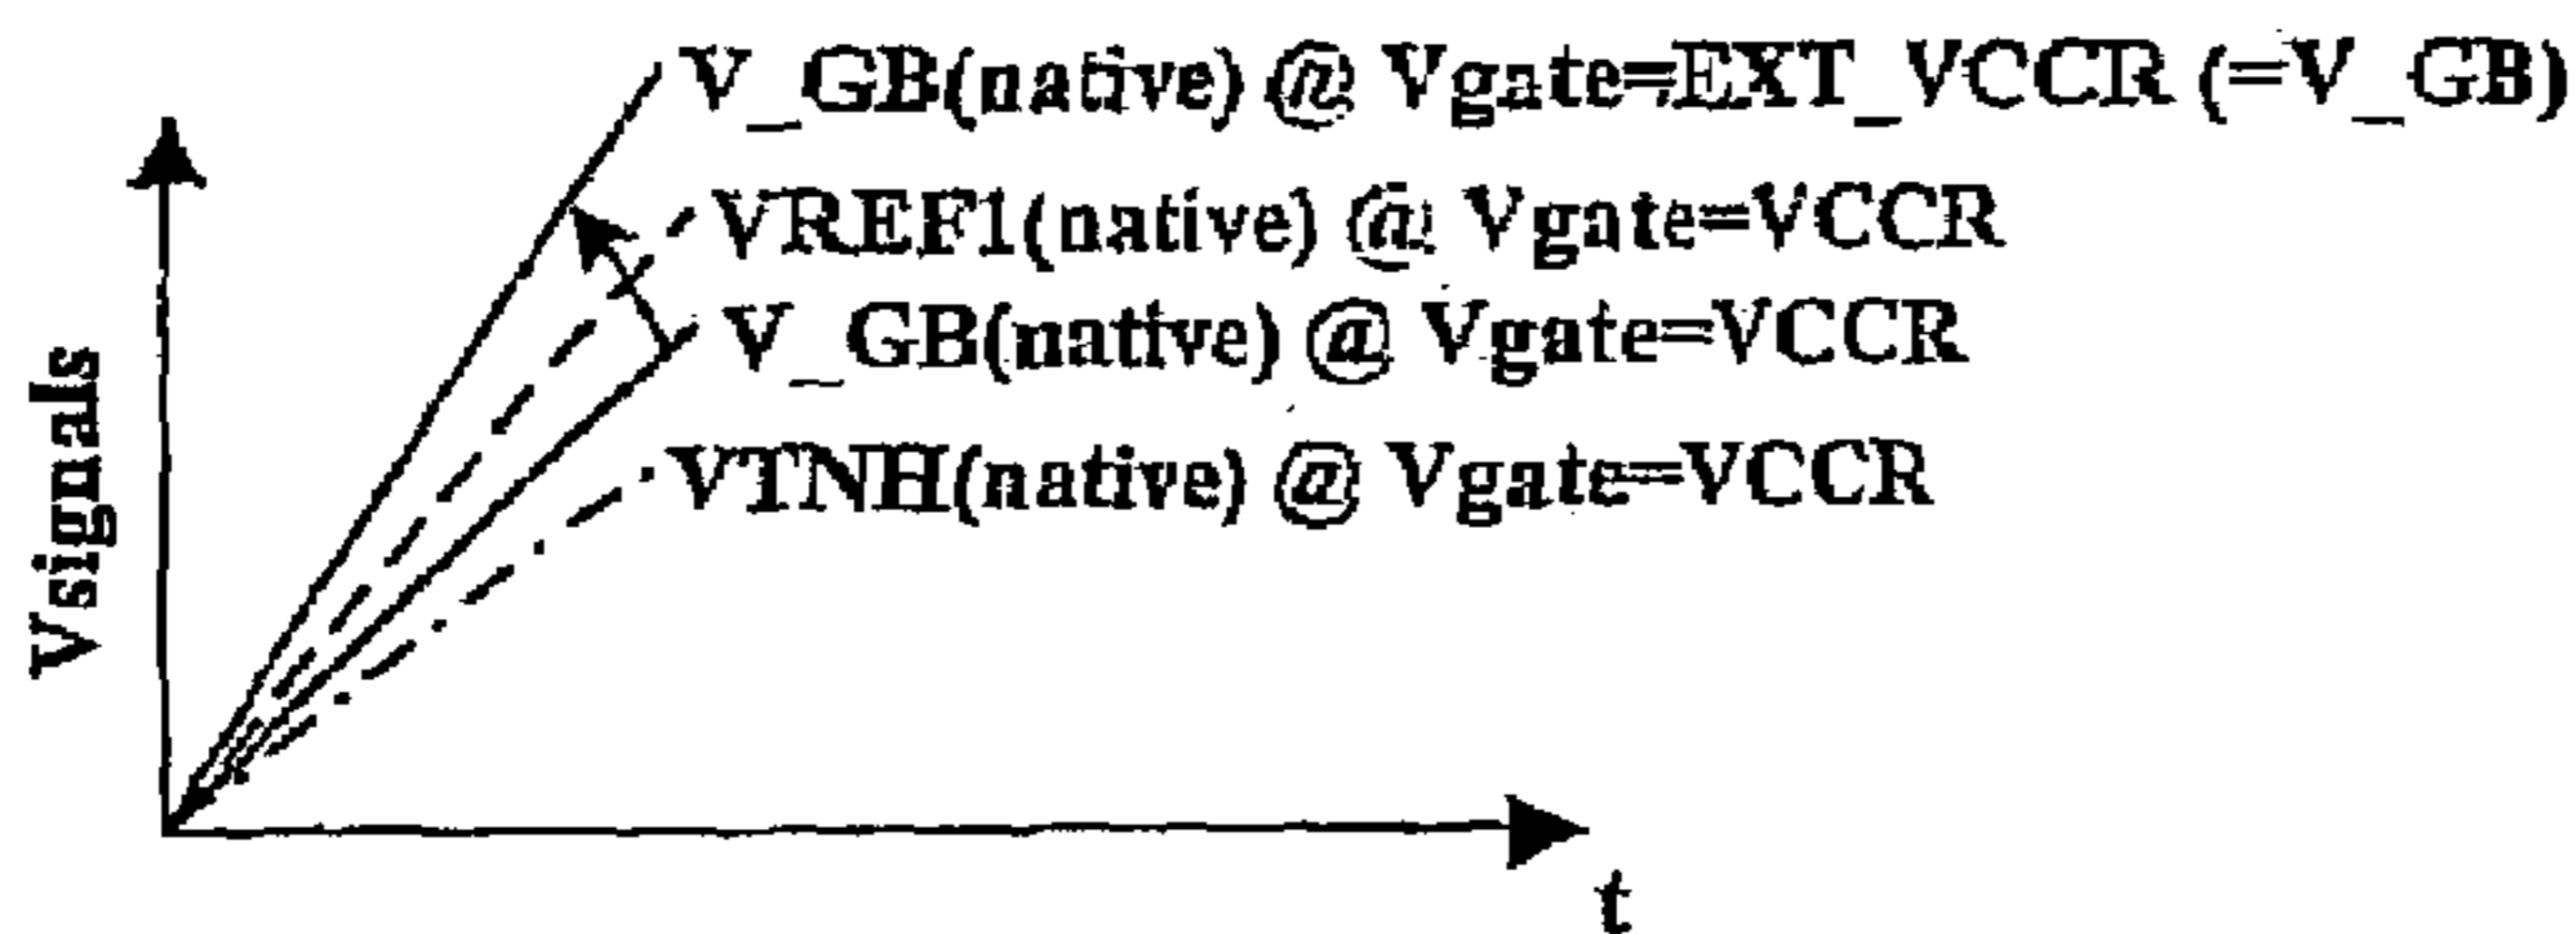 V_GB(native) @ Vgate=EXT_VCCR (=V_GB)
VREF1(native) @ Vgate=VCCR
V_GB(native) @ Vgate=VCCR
VTNH(native) @ Vgate=VCCR
Vsignals
t